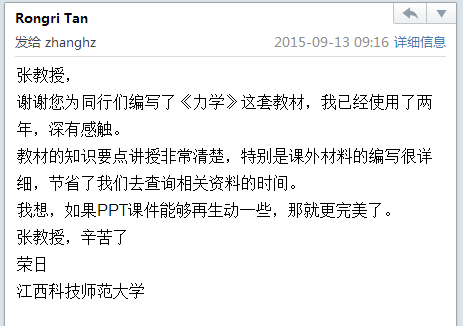 Rongri Tan
发给 zhanghz 2015-09-13 09:16 详细信息
张教授，
谢谢您为同行们编写了《力学》这套教材，我已经使用了两
年，深有感触。
教材的知识要点讲授非常清楚，特别是课外材料的编写很详
细，节省了我们去查询相关资料的时间。
我想，如果PPT课件能够再生动一些，那就更完美了。
张教授，辛苦了
荣日
江西科技师范大学